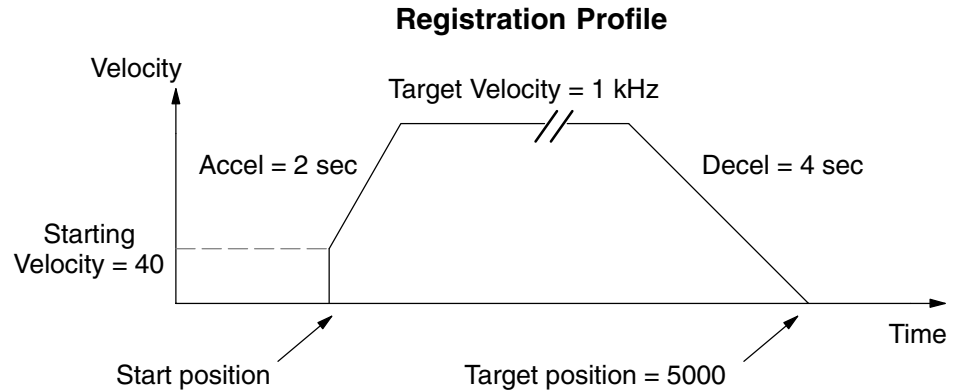 Registration Profile
Velocity
Target Velocity = 1 kHz
Accel = 2 sec
Decel = 4 sec
Starting
Velocity = 40
Time
Start position
Target position = 5000